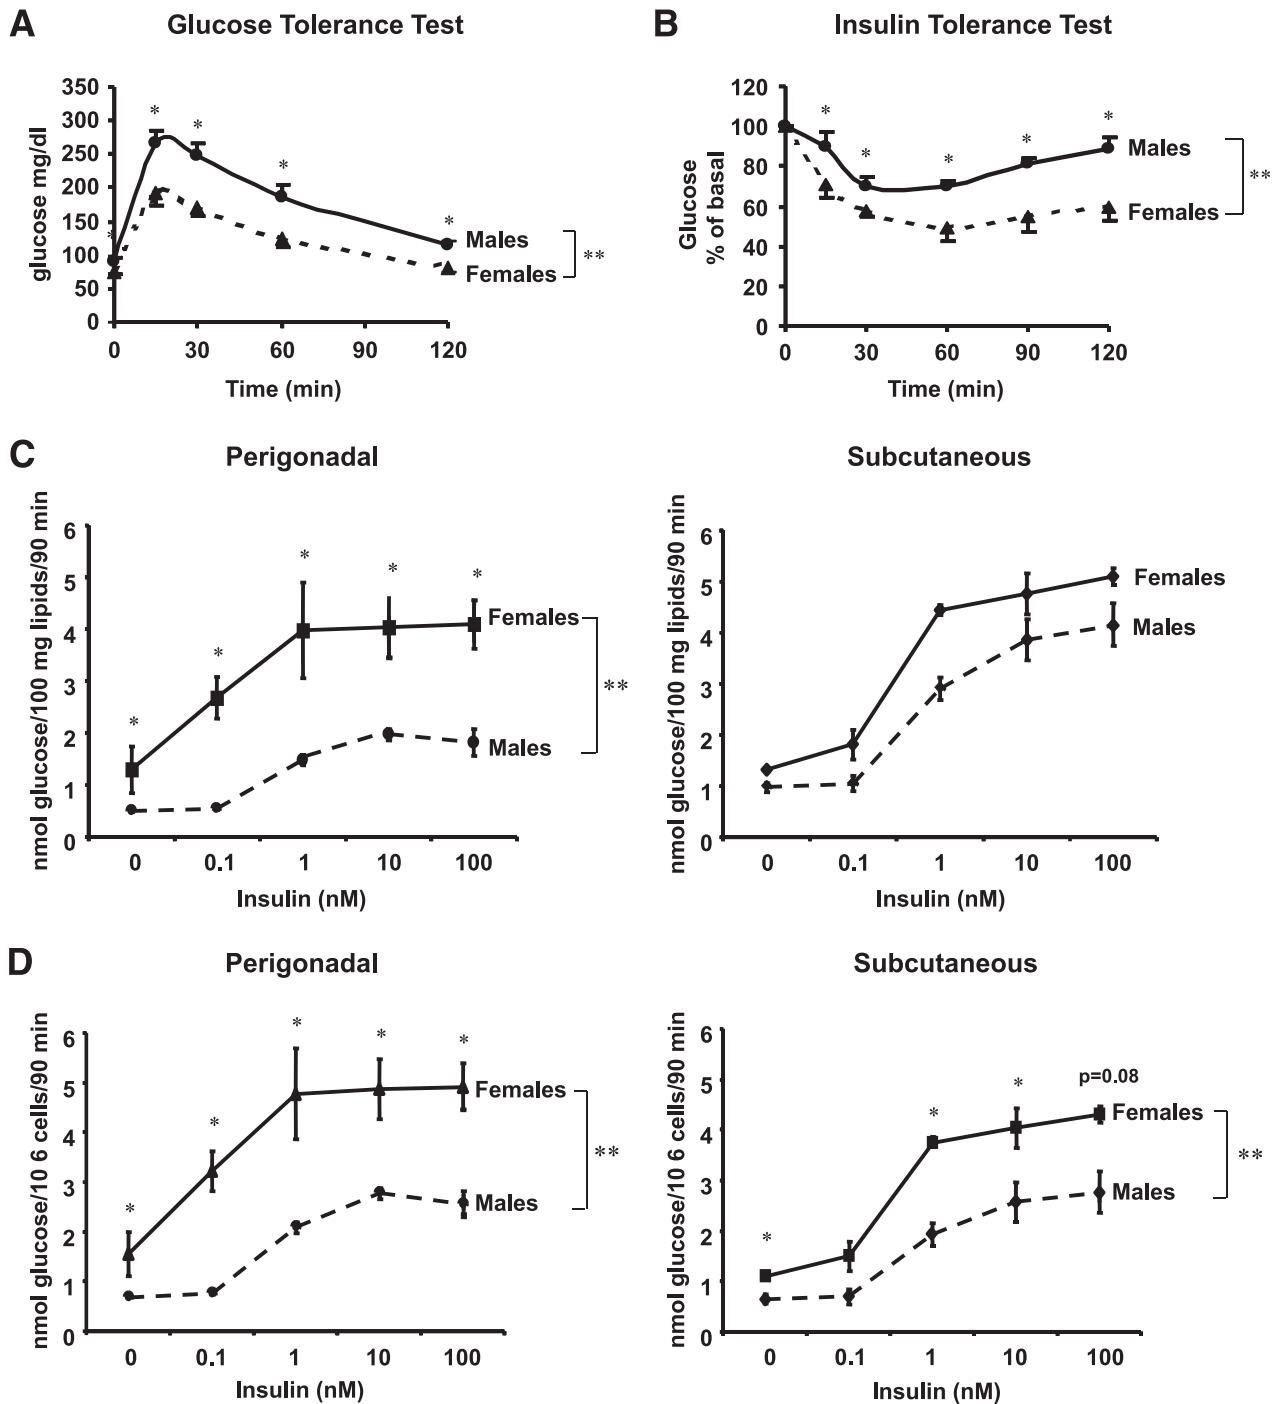 A
Glucose Tolerance Test
glucose mg/dl
350
300
250
200
150
100
50
0
*
*
*
*
*
Males
Females
**
0
30
60
90
120
Time (min)
B
Insulin Tolerance Test
Glucose
% of basal
120
100
80
60
40
20
0
*
*
*
*
*
Males
Females
**
0
30
60
90
120
Time (min)
C
Perigonadal
nmol glucose/100 mg lipids/90 min
6
5
4
3
2
1
0
*
*
*
*
*
Females
Males
**
0
0.1
1
10
100
Insulin (nM)
Subcutaneous
nmol glucose/100 mg lipids/90 min
6
5
4
3
2
1
0
Females
Males
0
0.1
1
10
100
Insulin (nM)
D
Perigonadal
nmol glucose/10 6 cells/90 min
6
5
4
3
2
1
0
*
*
*
*
*
Females
Males
**
0
0.1
1
10
100
Insulin (nM)
Subcutaneous
nmol glucose/10 6 cells/90 min
6
5
4
3
2
1
0
*
*
*
p=0.08
Females
Males
**
0
0.1
1
10
100
Insulin (nM)